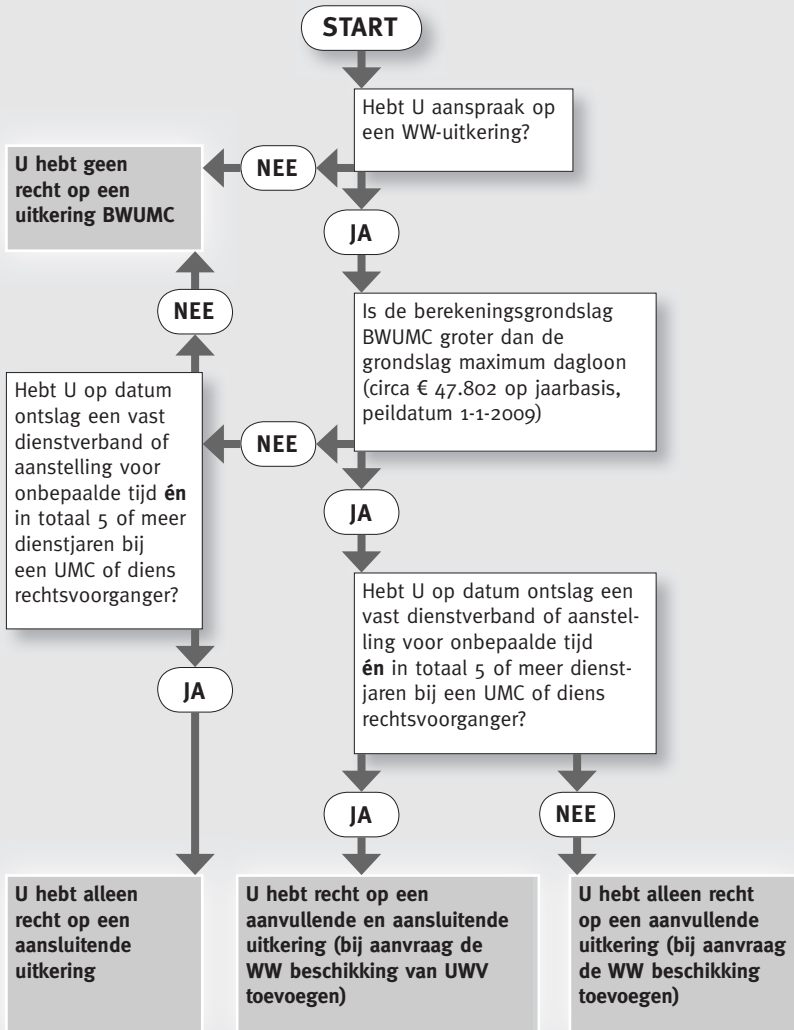 START
Hebt U aanspraak op
een WW-uitkering?
NEE
U hebt geen
recht op een
uitkering BWUMC
JA
NEE
Is de berekeningsgrondslag
BWUMC groter dan de
grondslag maximum dagloon
(circa € 47.802 op jaarbasis,
peildatum 1-1-2009)
Hebt U op datum
ontslag een vast
dienstverband of
aanstelling voor
onbepaalde tijd én
in totaal 5 of meer
dienstjaren bij
een UMC of diens
rechtsvoorganger?
NEE
JA
Hebt U op datum ontslag een
vast dienstverband of aanstel-
ling voor onbepaalde tijd
én in totaal 5 of meer dienst-
jaren bij een UMC of diens
rechtsvoorganger?
JA
JA
NEE
U hebt alleen
recht op een
aansluitende
uitkering
U hebt recht op een
aanvullende en aansluitende
uitkering (bij aanvraag de
WW beschikking van UWV
toevoegen)
U hebt alleen recht
op een aanvullende
uitkering (bij aanvraag
de WW beschikking
toevoegen)